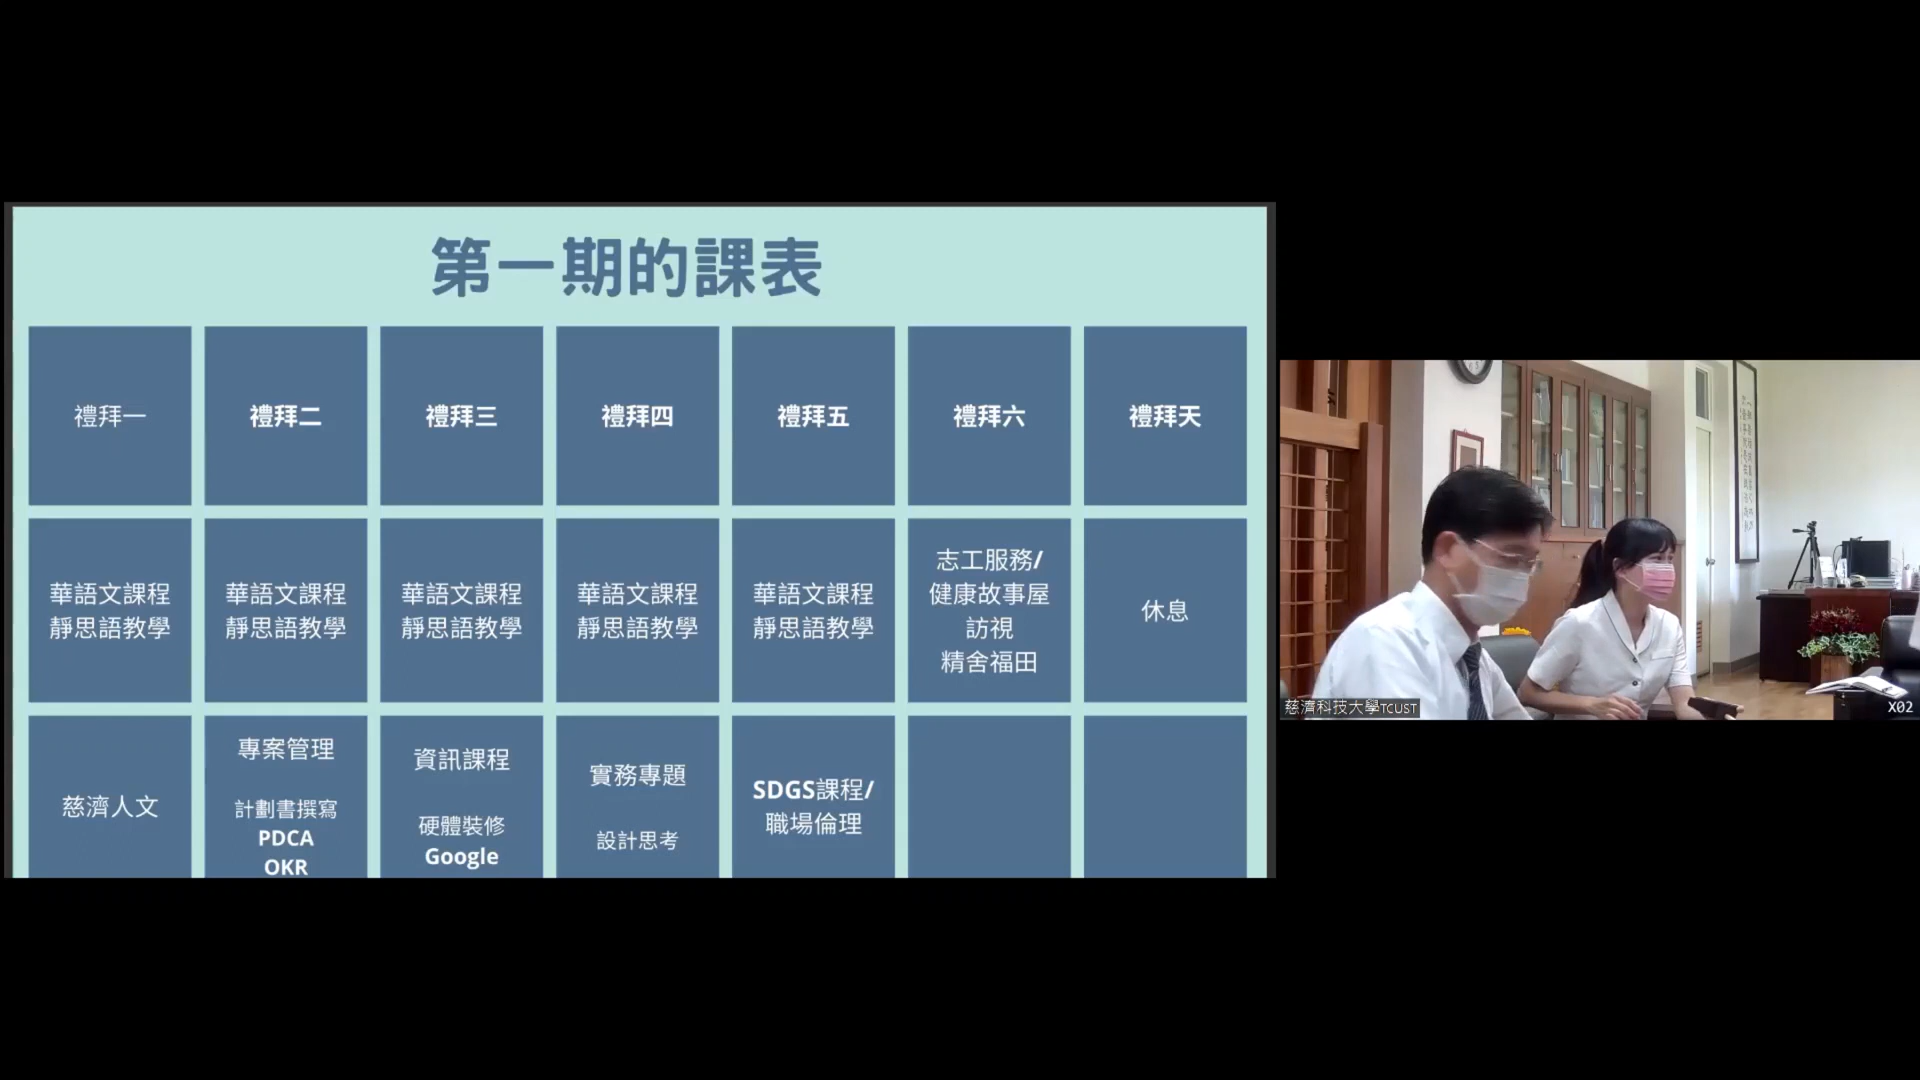 第一期的課表
禮拜一
禮拜二
禮拜三
禮拜四
禮拜五
禮拜六
禮拜天
華語文課程
靜思語教學
華語文課程
靜思語教學
華語文課程
靜思語教學
華語文課程
靜思語教學
華語文課程
靜思語教學
志工服務/
健康故事屋
訪視
精舍福田
休息
慈濟人文
專案管理
計劃書撰寫
PDCA
OKR
資訊課程
硬體裝修
Google
實務專題
設計思考
SDGS課程/
職場倫理
慈濟科技大學TCUST
X02